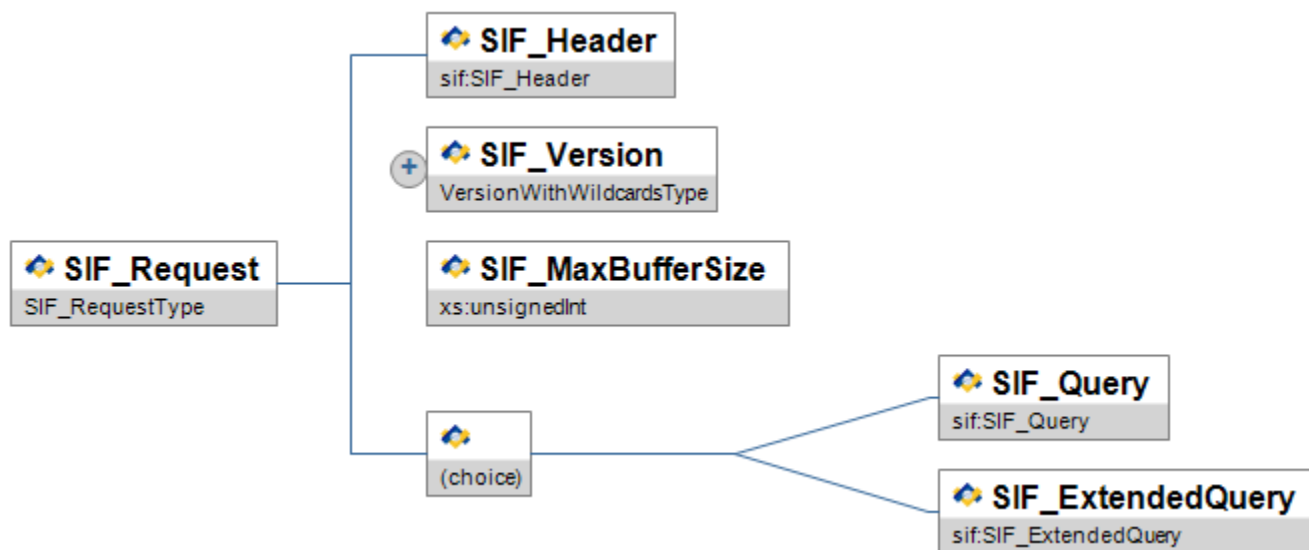 SIF_Header
sif:SIF_Header
+
SIF_Version
VersionWithWildcardsType
SIF_Request
SIF_RequestType
SIF_MaxBufferSize
xs:unsignedInt
SIF_Query
sif:SIF_Query
(choice)
SIF_ExtendedQuery
sif:SIF_ExtendedQuery